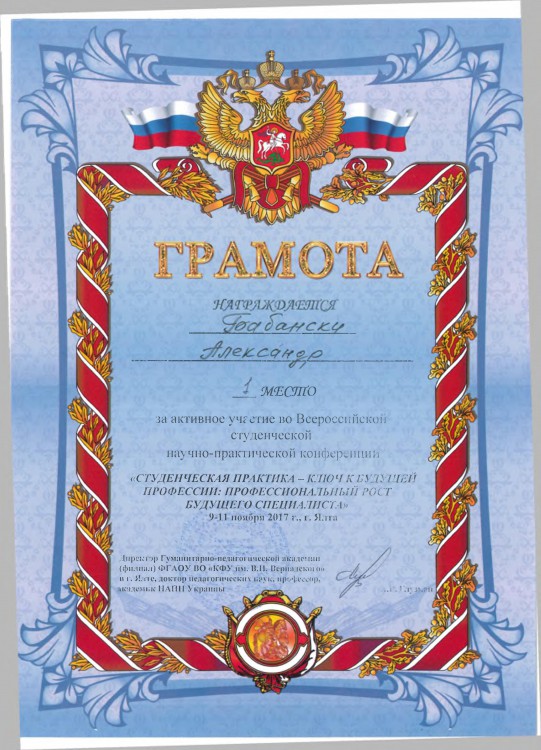 ГРАМОТА
НАГРАЖДАЕТСЯ
Бабански
Александр
1 МЕСТО
за активное участие во Всероссийской
студенческой
научно-практической конференции
«СТУДЕНЧЕСКАЯ ПРАКТИКА – КЛЮЧ К БУДУЩЕЙ
ПРОФЕССИИ: ПРОФЕССИОНАЛЬНЫЙ РОСТ
БУДУЩЕГО СПЕЦИАЛИСТА»
9-11 ноября 2017 г., г. Ялта
Директор Гуманитарно-педагогической академии
(филиал) ФГАОУ ВО «КФУ им. В.И. Вернадского»
в г. Ялте, доктор педагогических наук, профессор,
академик НАПН Украины